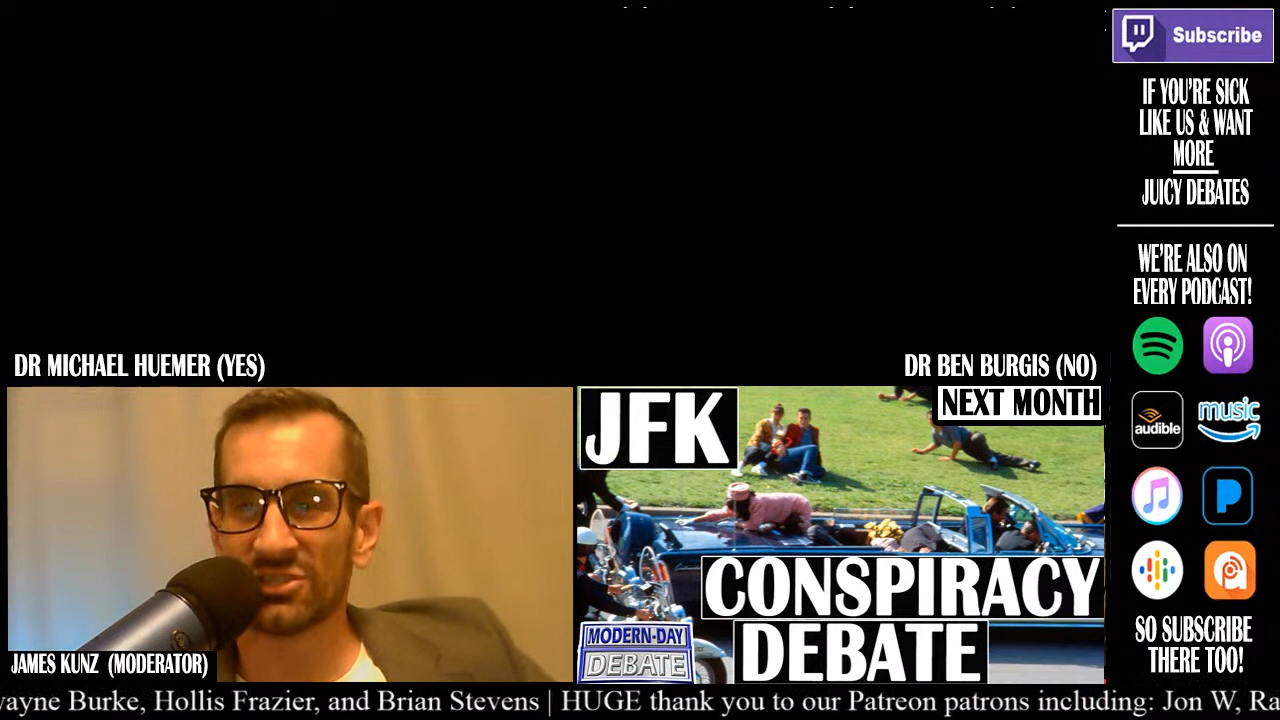 Subscribe
IF YOU'RE SICK
LIKE US & WANT
MORE
JUICY DEBATES
WE'RE ALSO ON
EVERY PODCAST!
audible
music
SO SUBSCRIBE
THERE TOO!
DR MICHAEL HUEMER (YES)
DR BEN BURGIS (NO)
NEXT MONTH
JFK
CONSPIRACY
DEBATE
MODERN-DAY
DEBATE
JAMES KUNZ (MODERATOR)
wayne Burke, Hollis Frazier, and Brian Stevens | HUGE thank you to our Patreon patrons including: Jon W, Ra